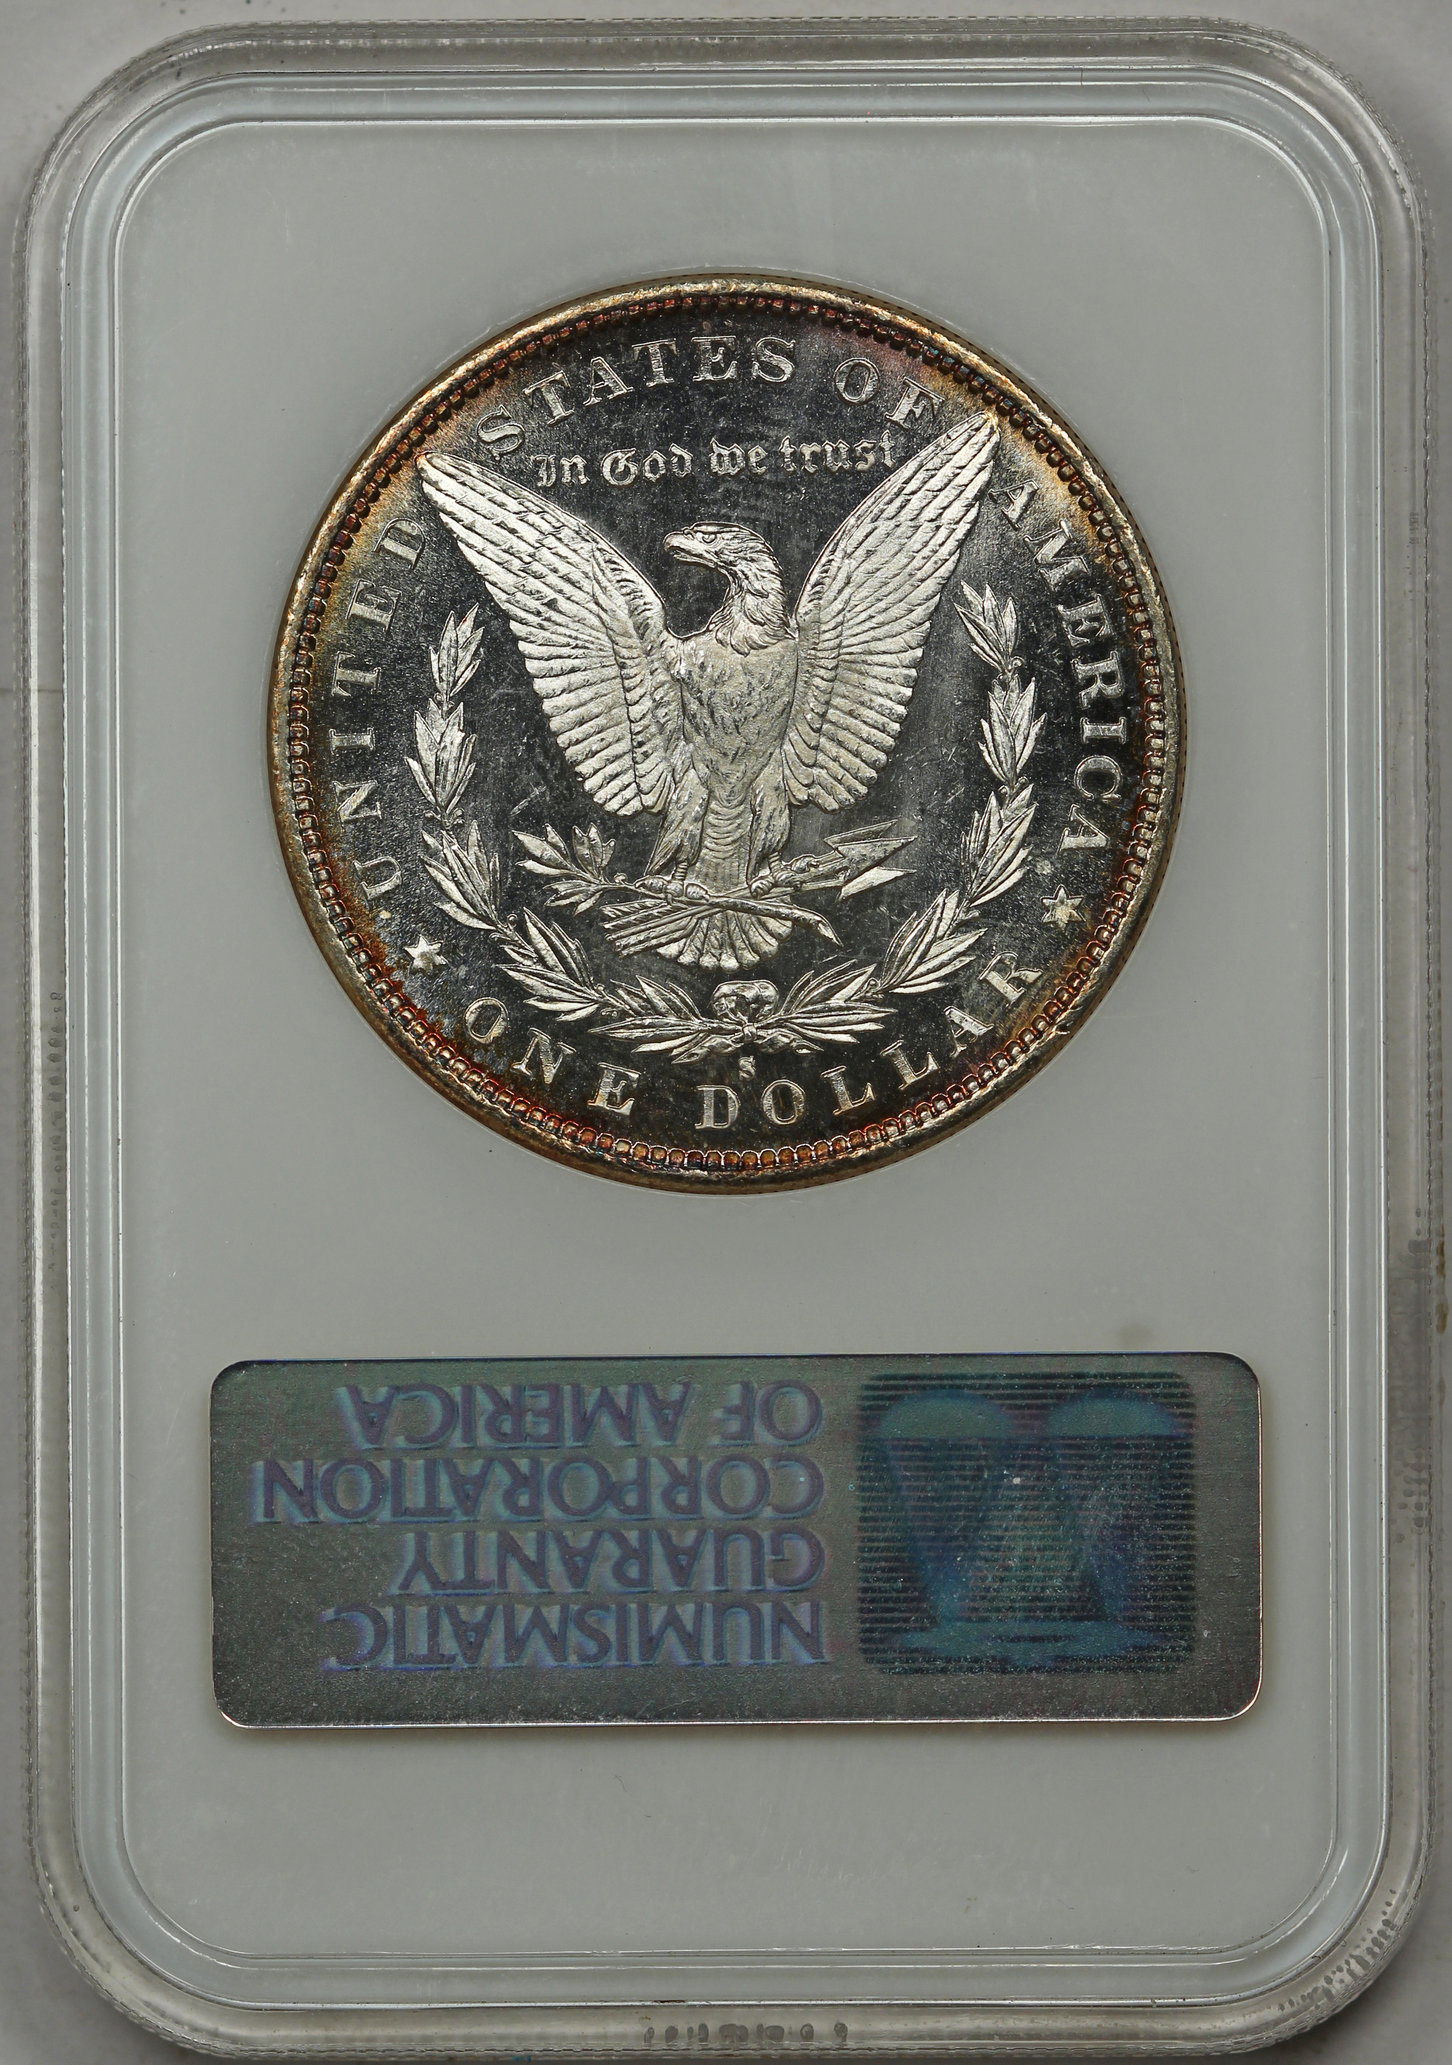 UNITED STATES OF AMERICA
In God we trust
S
ONE DOLLAR
NUMISMATIC
GUARANTY
CORPORATION
OF AMERICA